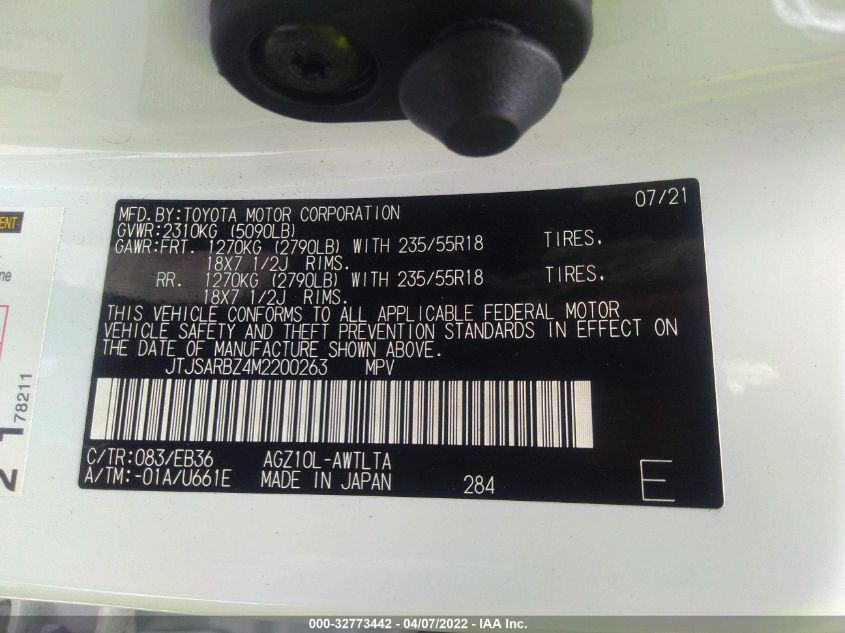 MFD.BY:TOYOTA MOTOR CORPORATION 07/21
GVWR:2310KG (5090LB)
GAWR:FRT. 1270KG (2790LB) WITH 235/55R18 TIRES,
18X7 1/2J RIMS.
RR. 1270KG (2790LB) WITH 235/55R18 TIRES,
18X7 1/2J RIMS.
THIS VEHICLE CONFORMS TO ALL APPLICABLE FEDERAL MOTOR
VEHICLE SAFETY AND THEFT PREVENTION STANDARDS IN EFFECT ON
THE DATE OF MANUFACTURE SHOWN ABOVE.
JTJSARBZ4M2200263 MPV
C/TR:083/EB36 AGZ10L-AWTLTA
A/TM:-01A/U661E MADE IN JAPAN 284 E
78211
000-32773442 - 04/07/2022 - IAA Inc.